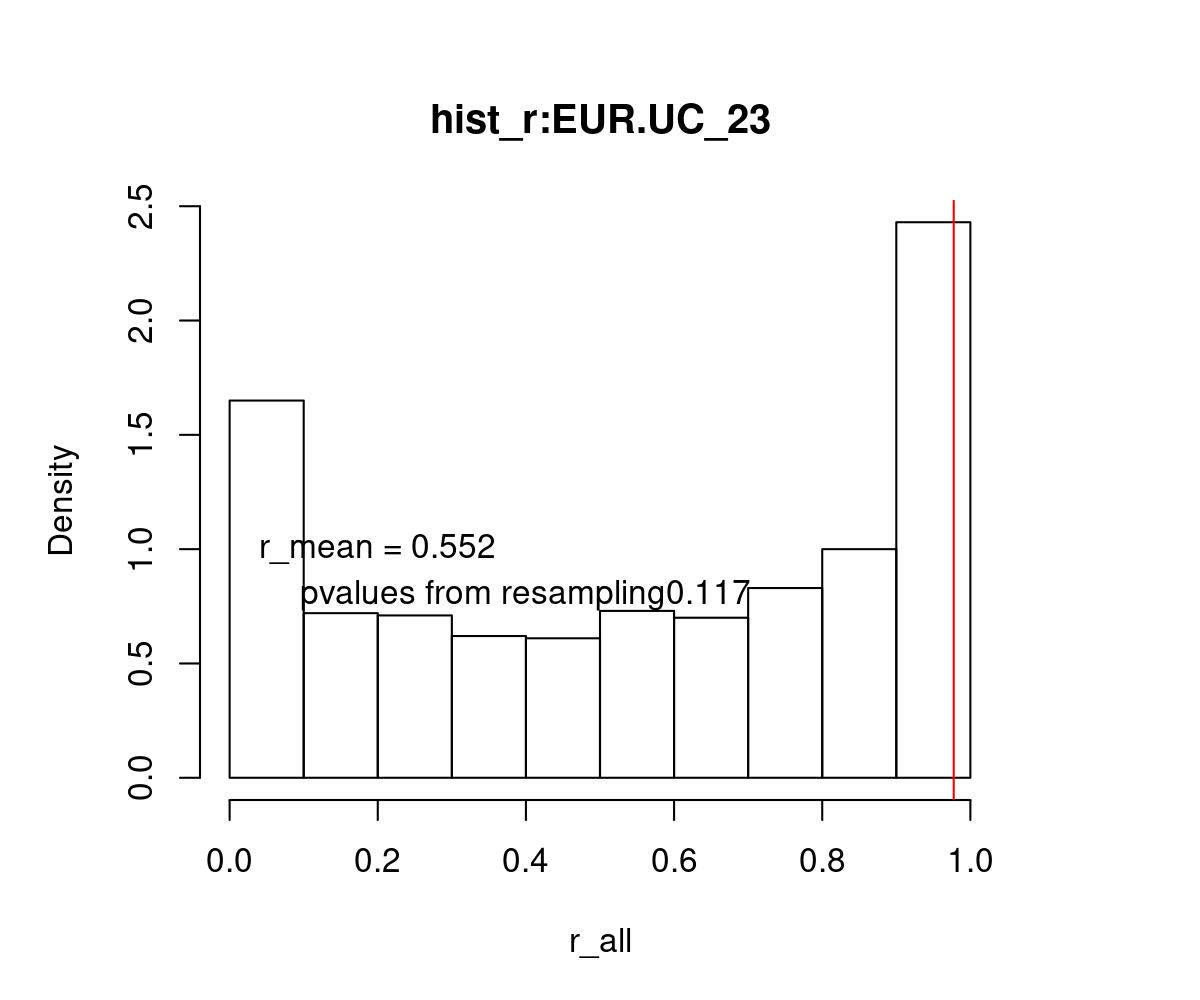 hist_r:EUR.UC_23
2.5
2.0
1.5
1.0
0.5
0.0
Density
r_mean = 0.552
pvalues from resampling0.117
0.0 0.2 0.4 0.6 0.8 1.0
r_all